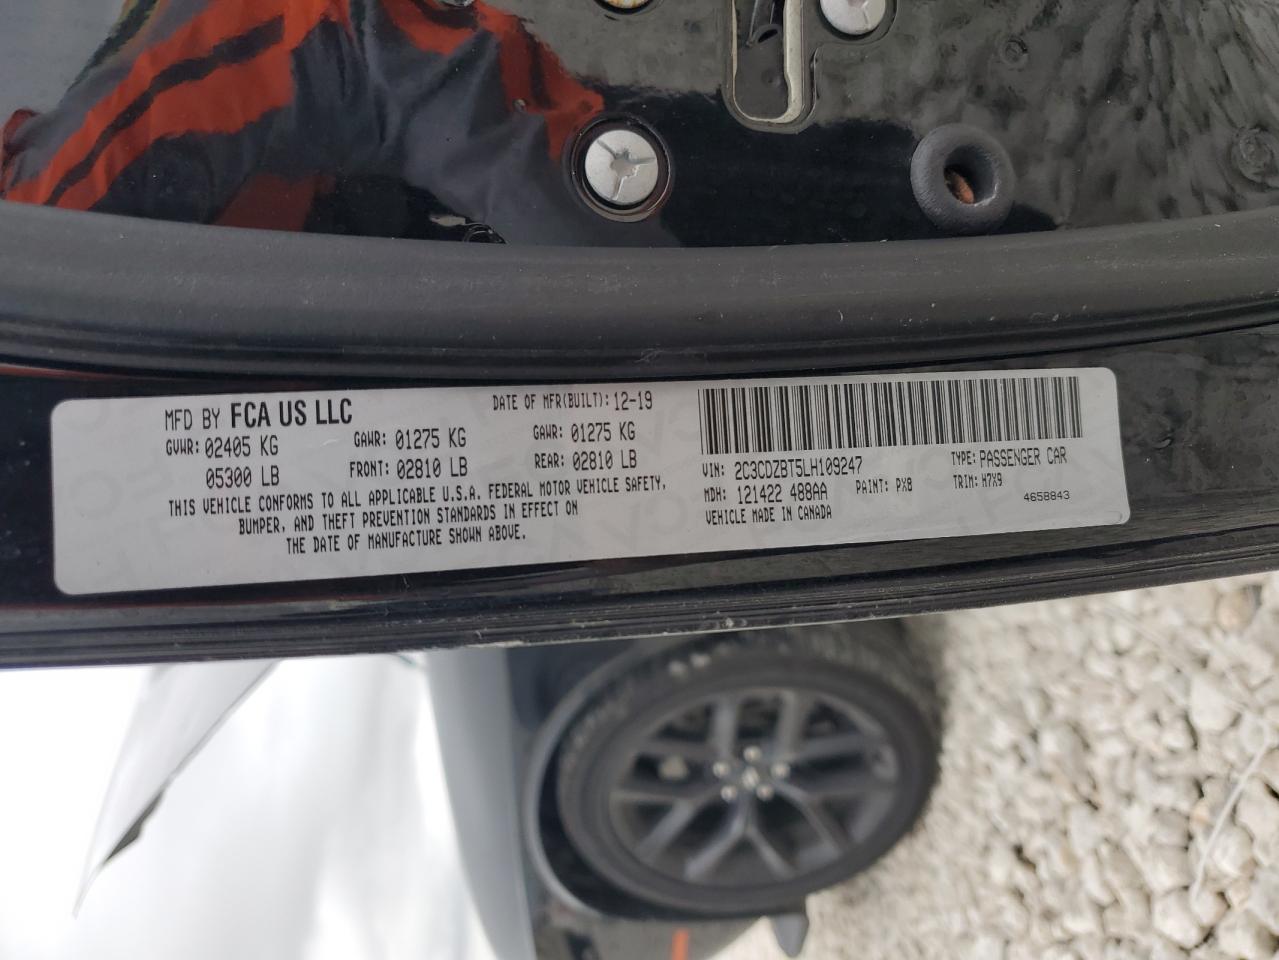 MFD BY FCA US LLC DATE OF MFR(BUILT): 12-19
GVWR: 02405 KG GAWR: 01275 KG GAWR: 01275 KG
05300 LB FRONT: 02810 LB REAR: 02810 LB
THIS VEHICLE CONFORMS TO ALL APPLICABLE U.S.A. FEDERAL MOTOR VEHICLE SAFETY,
BUMPER, AND THEFT PREVENTION STANDARDS IN EFFECT ON
THE DATE OF MANUFACTURE SHOWN ABOVE.
VIN: 2C3CDZBT5LH109247 TYPE: PASSENGER CAR
MDH: 121422 488AA PAINT: PX8 TRIM: H7X9
VEHICLE MADE IN CANADA 4658843